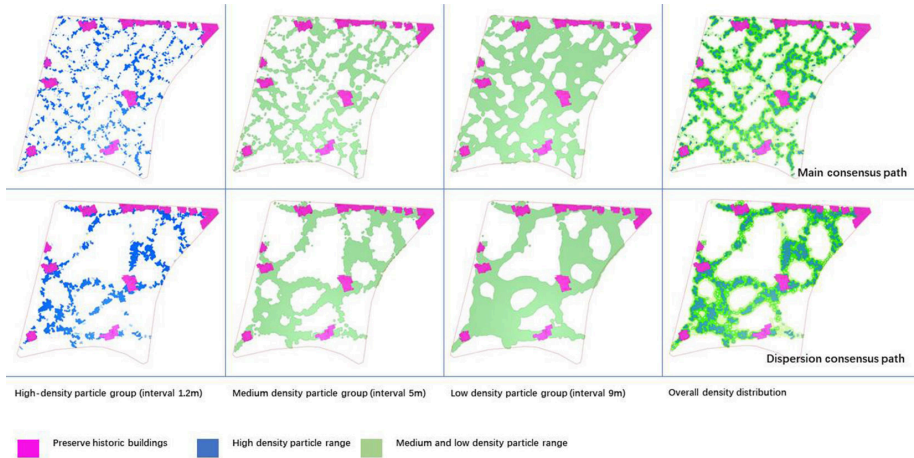 Main consensus path
Dispersion consensus path
High-density particle group (interval 1.2m)
Medium density particle group (interval 5m)
Low density particle group (interval 9m)
Overall density distribution
Preserve historic buildings
High density particle range
Medium and low density particle range